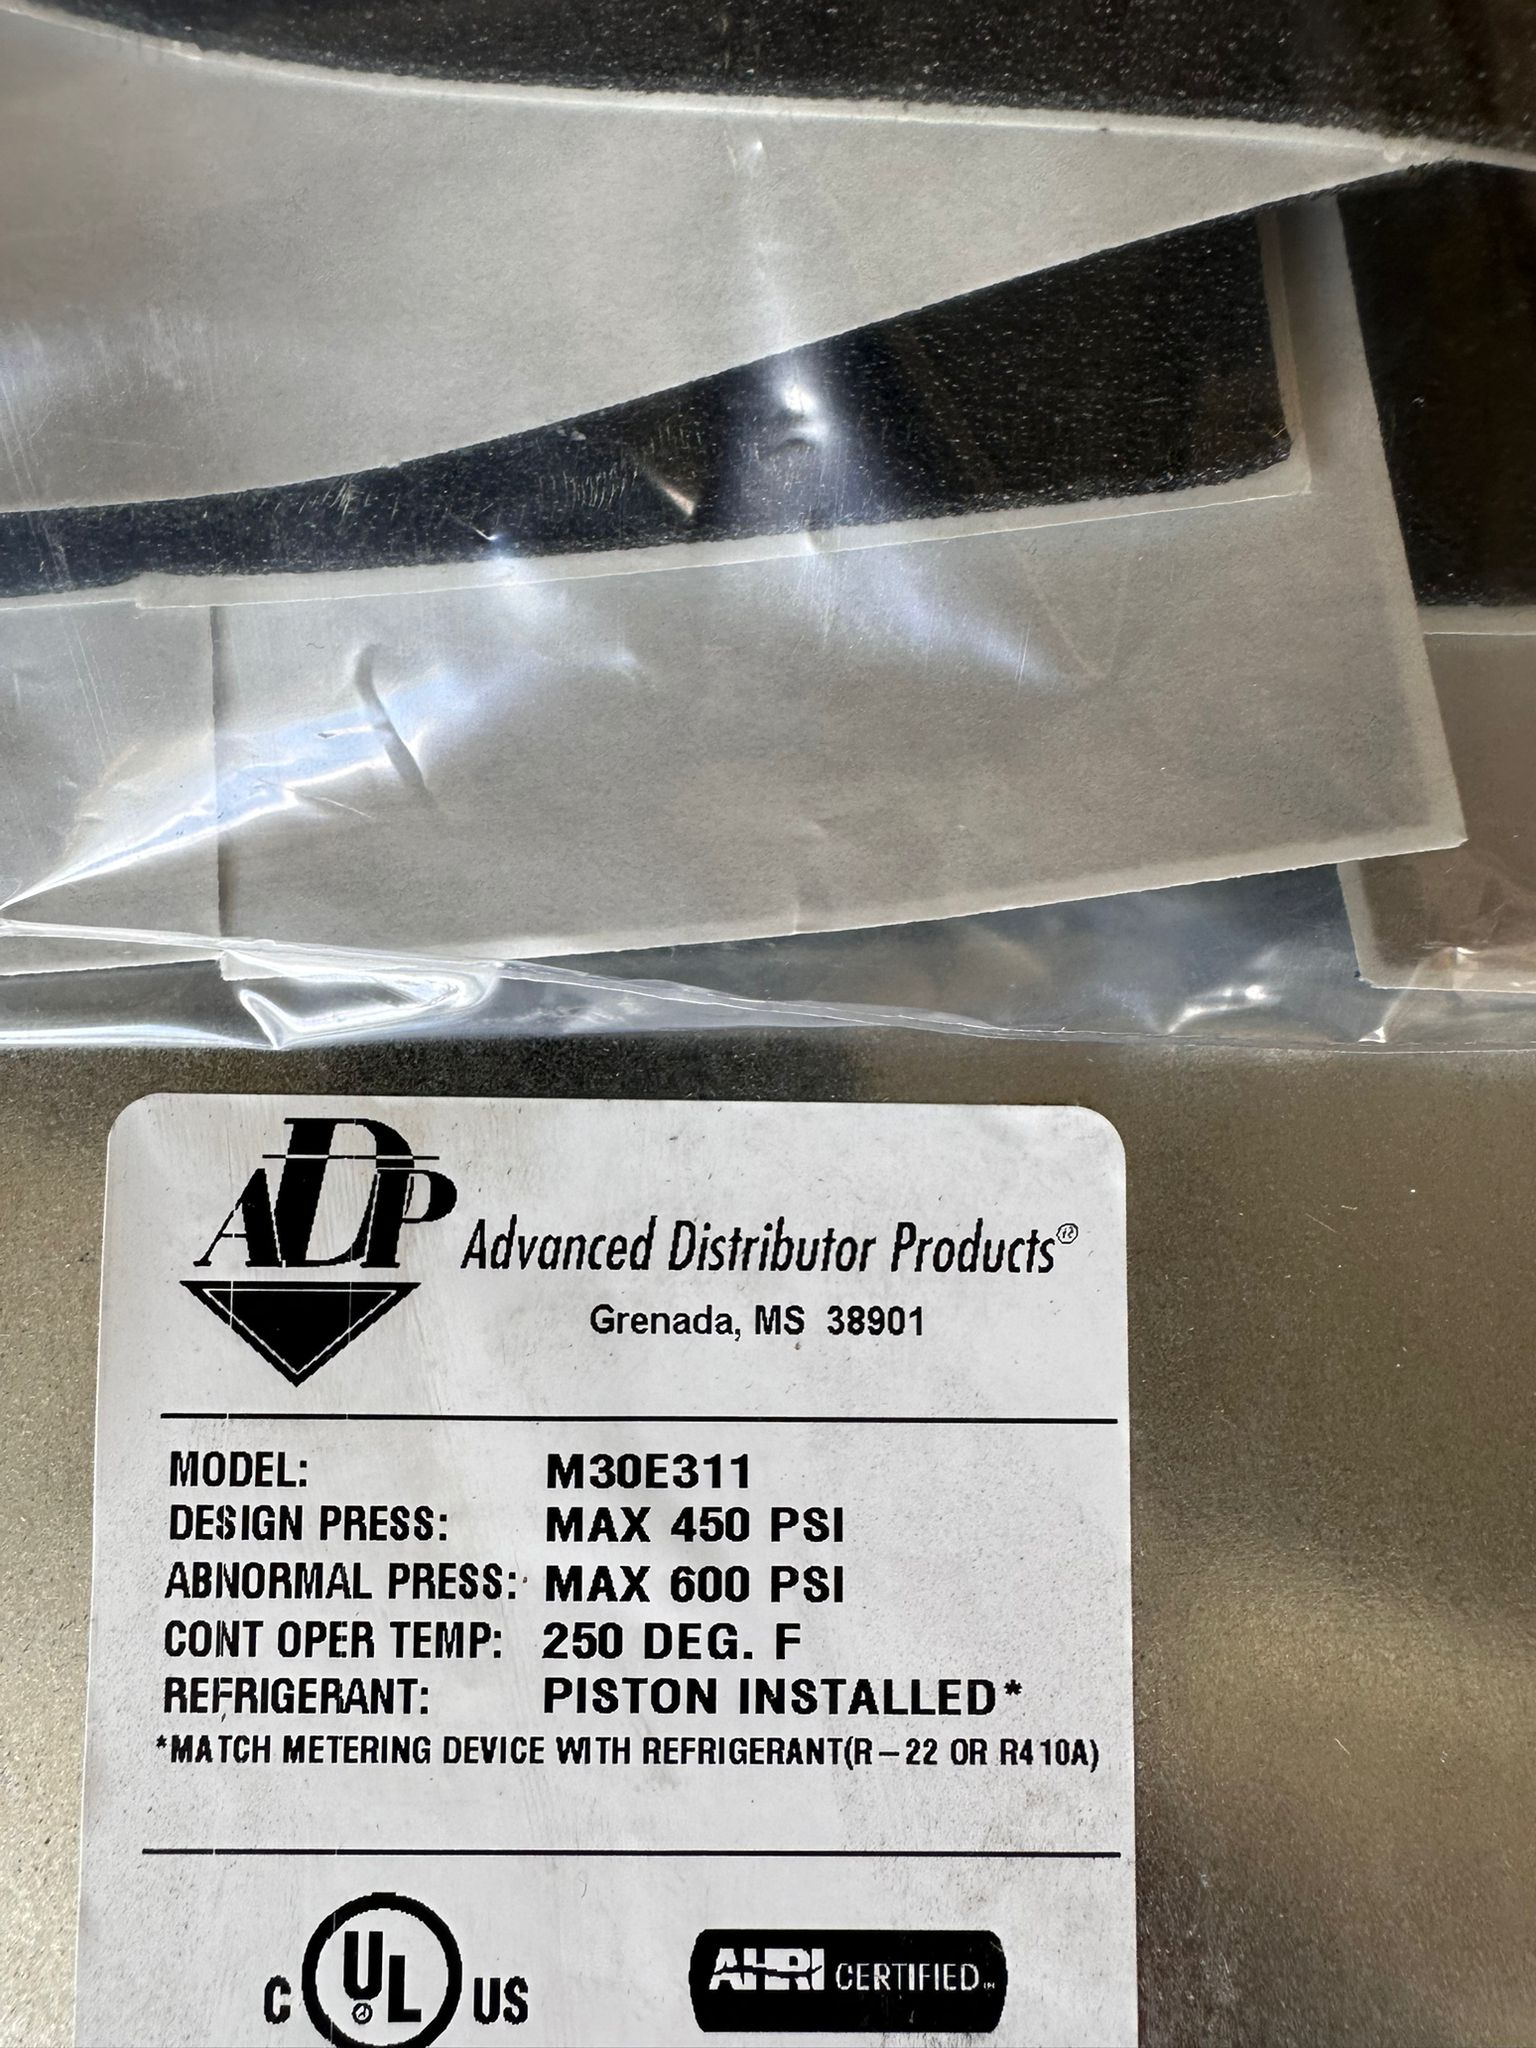 ADP
Advanced Distributor Products®
Grenada, MS 38901
MODEL: M30E311
DESIGN PRESS: MAX 450 PSI
ABNORMAL PRESS: MAX 600 PSI
CONT OPER TEMP: 250 DEG. F
REFRIGERANT: PISTON INSTALLED*
*MATCH METERING DEVICE WITH REFRIGERANT(R-22 OR R410A)
C UL US
AHRI CERTIFIED™